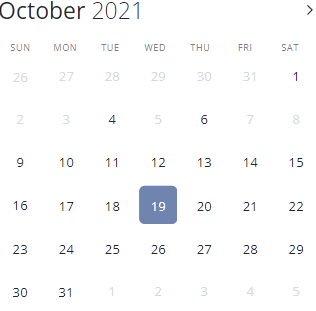 October 2021
SUN MON TUE WED THU FRI SAT
26 27 28 29 30 31 1
2 3 4 5 6 7 8
9 10 11 12 13 14 15
16 17 18 19 20 21 22
23 24 25 26 27 28 29
30 31 1 2 3 4 5